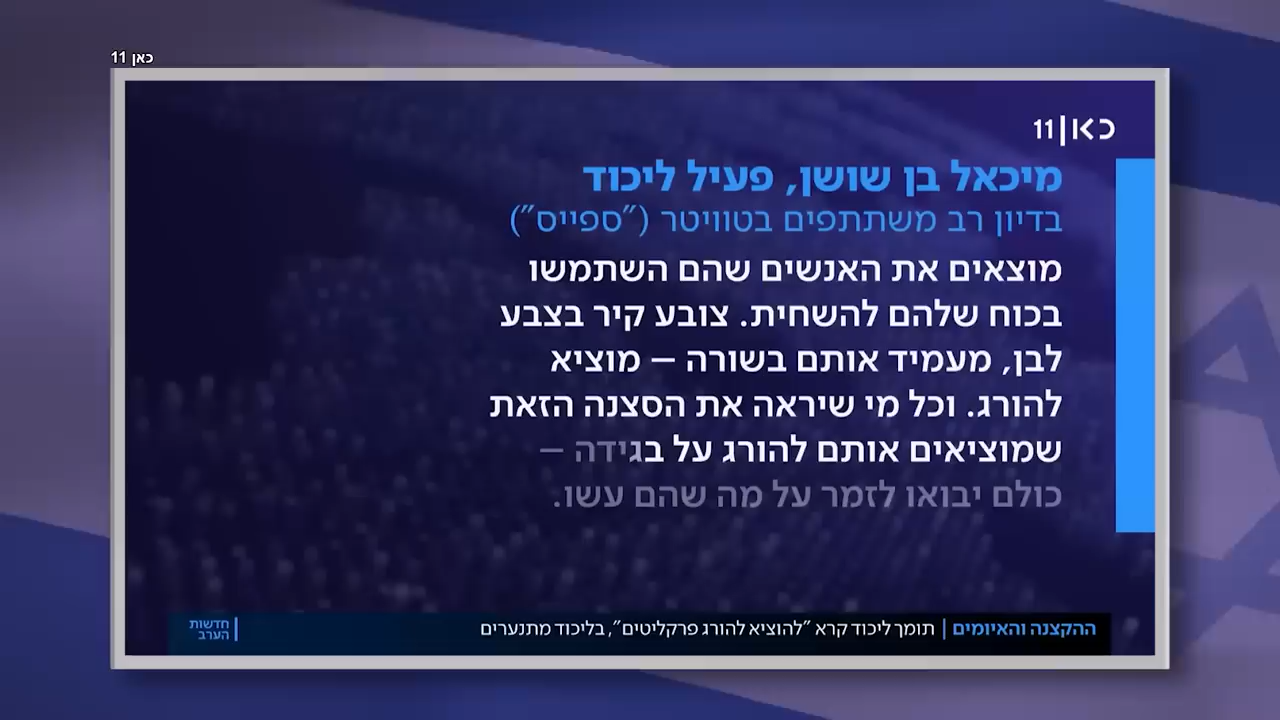 כאן 11
כאן|11
מיכאל בן שושן, פעיל ליכוד
בדיון רב משתתפים בטוויטר ("ספייס")
מוצאים את האנשים שהם השתמשו
בכוח שלהם להשחית. צובע קיר בצבע
לבן, מעמיד אותם בשורה – מוציא
להורג. וכל מי שיראה את הסצנה הזאת
שמוציאים אותם להורג על בגידה –
כולם יבואו לזמר על מה שהם עשו.
ההקצנה והאיומים | תומך ליכוד קרא "להוציא להורג פרקליטים", בליכוד מתנערים
חדשות
הערב